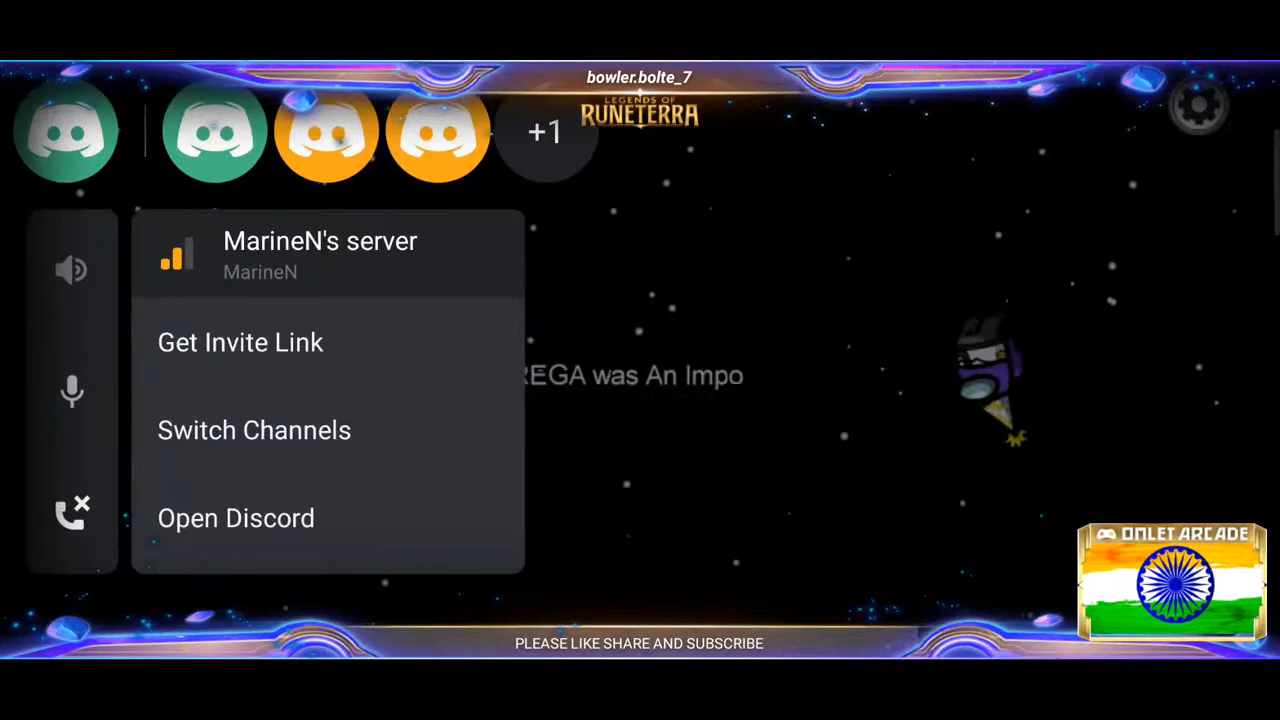 bowler.bolte_7
LEGENDS OF
RUNETERRA
+1
MarineN's server
MarineN
Get Invite Link
EGA was An Impo
Switch Channels
Open Discord
OMLET ARCADE
PLEASE LIKE SHARE AND SUBSCRIBE